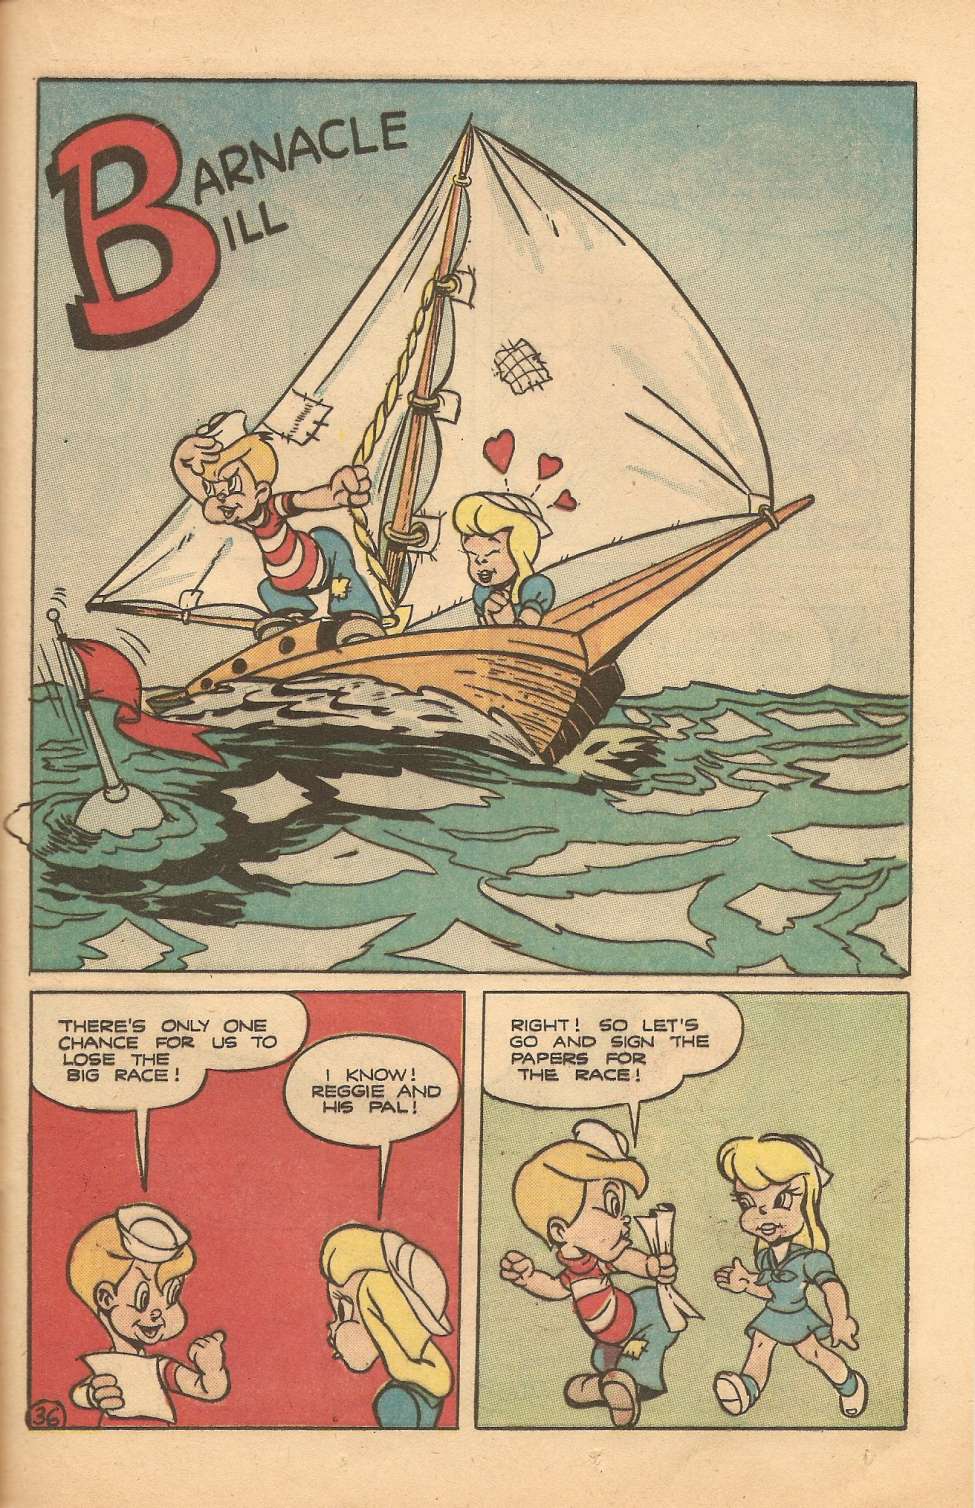 BARNACLE
BILL
THERE'S ONLY ONE
CHANCE FOR US TO
LOSE THE
BIG RACE!
I KNOW!
REGGIE AND
HIS PAL!
RIGHT! SO LET'S
GO AND SIGN THE
PAPERS FOR
THE RACE!
36